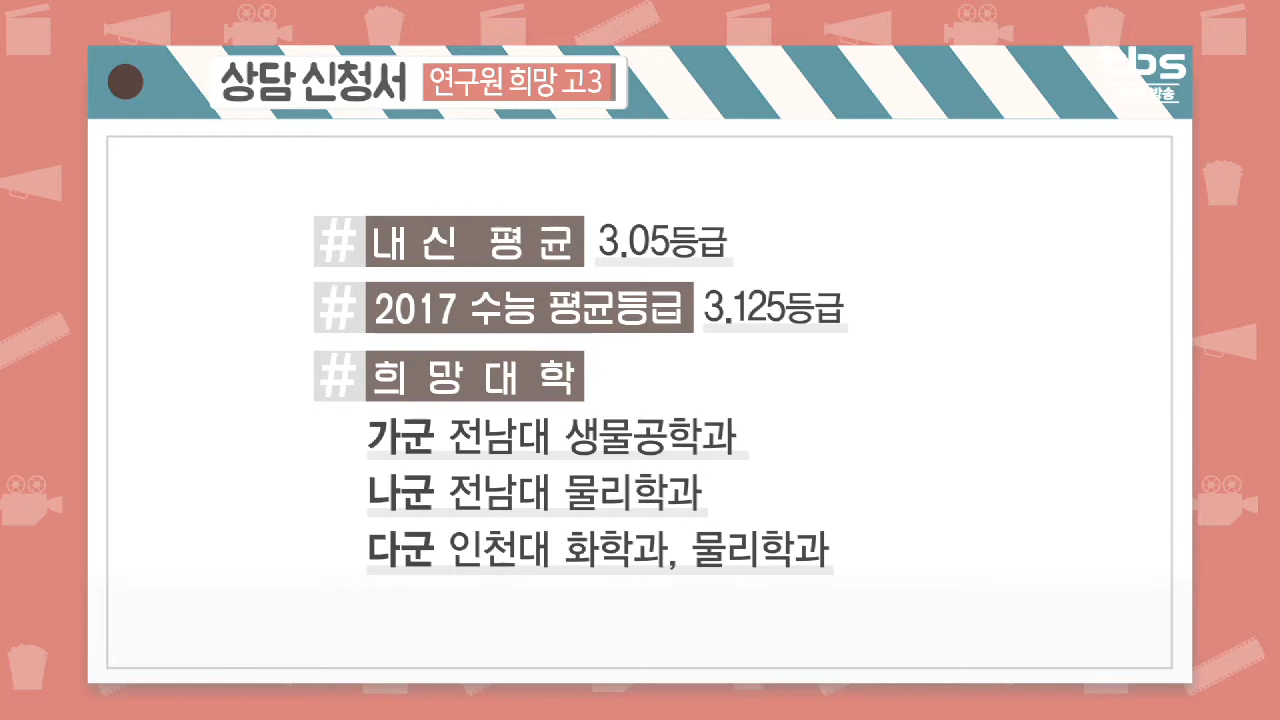 상담 신청서 연구원 희망 고3
bs
방송
# 내신 평균 3.05등급
# 2017 수능 평균등급 3.125등급
# 희망대학
가군 전남대 생물공학과
나군 전남대 물리학과
다군 인천대 화학과, 물리학과